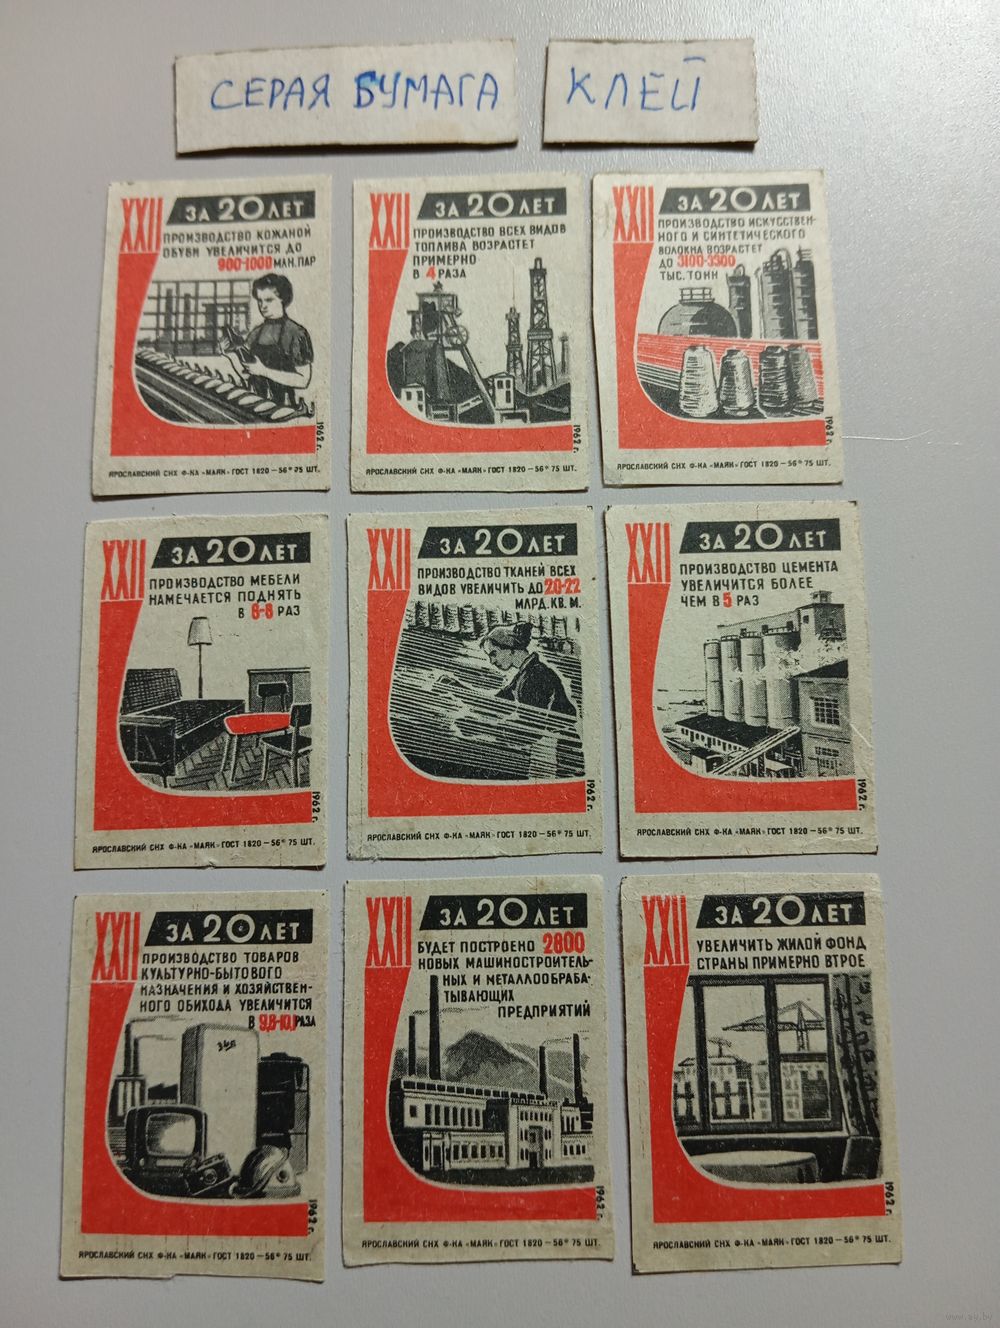 СЕРАЯ БУМАГА
КЛЕЙ
XXII
ЗА 20 ЛЕТ
ПРОИЗВОДСТВО КОЖАНОЙ
ОБУВИ УВЕЛИЧИТСЯ ДО
900-1000 МЛН. ПАР
1962 г.
ЯРОСЛАВСКИЙ СНХ Ф-КА «МАЯК» ГОСТ 1820–56* 75 ШТ.
XXII
ЗА 20 ЛЕТ
ПРОИЗВОДСТВО ВСЕХ ВИДОВ
ТОПЛИВА ВОЗРАСТЕТ
ПРИМЕРНО
В 4 РАЗА
1962 г.
ЯРОСЛАВСКИЙ СНХ Ф-КА «МАЯК» ГОСТ 1820–56* 75 ШТ.
XXII
ЗА 20 ЛЕТ
ПРОИЗВОДСТВО ИСКУССТВЕН-
НОГО И СИНТЕТИЧЕСКОГО
ВОЛОКНА ВОЗРАСТЕТ
ДО 3100-3300
ТЫС. ТОНН
1962 г.
ЯРОСЛАВСКИЙ СНХ Ф-КА «МАЯК» ГОСТ 1820–56* 75 ШТ.
XXII
ЗА 20 ЛЕТ
ПРОИЗВОДСТВО МЕБЕЛИ
НАМЕЧАЕТСЯ ПОДНЯТЬ
В 6-8 РАЗ
1962 г.
ЯРОСЛАВСКИЙ СНХ Ф-КА «МАЯК» ГОСТ 1820–56* 75 ШТ.
XXII
ЗА 20 ЛЕТ
ПРОИЗВОДСТВО ТКАНЕЙ ВСЕХ
ВИДОВ УВЕЛИЧИТЬ ДО 20-22
МЛРД. КВ. М.
1962 г.
ЯРОСЛАВСКИЙ СНХ Ф-КА «МАЯК» ГОСТ 1820–56* 75 ШТ.
XXII
ЗА 20 ЛЕТ
ПРОИЗВОДСТВО ЦЕМЕНТА
УВЕЛИЧИТСЯ БОЛЕЕ
ЧЕМ В 5 РАЗ
1962 г.
ЯРОСЛАВСКИЙ СНХ Ф-КА «МАЯК» ГОСТ 1820–56* 75 ШТ.
XXII
ЗА 20 ЛЕТ
ПРОИЗВОДСТВО ТОВАРОВ
КУЛЬТУРНО-БЫТОВОГО
НАЗНАЧЕНИЯ И ХОЗЯЙСТВЕН-
НОГО ОБИХОДА УВЕЛИЧИТСЯ
В РАЗА
ЗИЛ
1962 г.
ЯРОСЛАВСКИЙ СНХ Ф-КА «МАЯК» ГОСТ 1820–56* 75 ШТ.
XXII
ЗА 20 ЛЕТ
БУДЕТ ПОСТРОЕНО 2800
НОВЫХ МАШИНОСТРОИТЕЛЬ-
НЫХ И МЕТАЛЛООБРАБА-
ТЫВАЮЩИХ
ПРЕДПРИЯТИЙ
1962 г.
ЯРОСЛАВСКИЙ СНХ Ф-КА «МАЯК» ГОСТ 1820–56* 75 ШТ.
XXII
ЗА 20 ЛЕТ
УВЕЛИЧИТЬ ЖИЛОЙ ФОНД
СТРАНЫ ПРИМЕРНО ВТРОЕ
1962 г.
ЯРОСЛАВСКИЙ СНХ Ф-КА «МАЯК» ГОСТ 1820–56* 75 ШТ.
www.ay.by